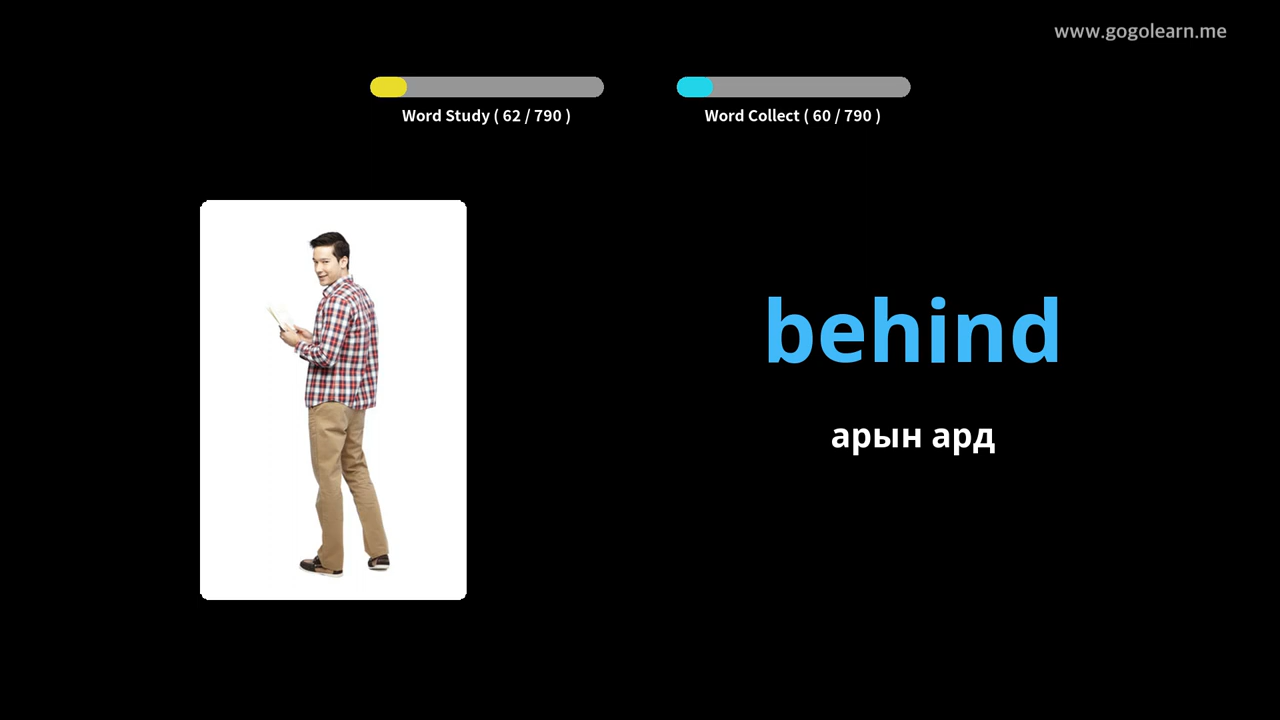 www.gogolearn.me
Word Study ( 62 / 790 )
Word Collect ( 60 / 790 )
behind
арын ард